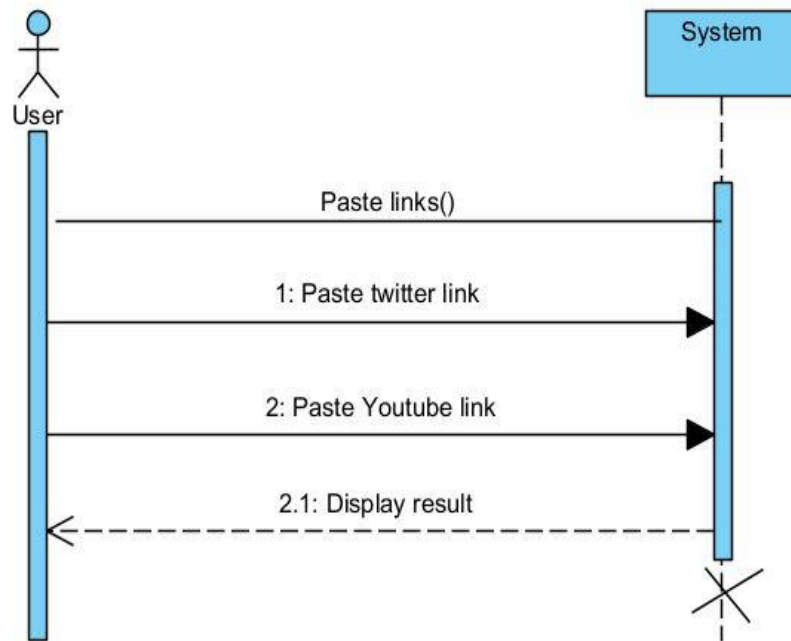 System
User
Paste links()
1: Paste twitter link
2: Paste Youtube link
2.1: Display result